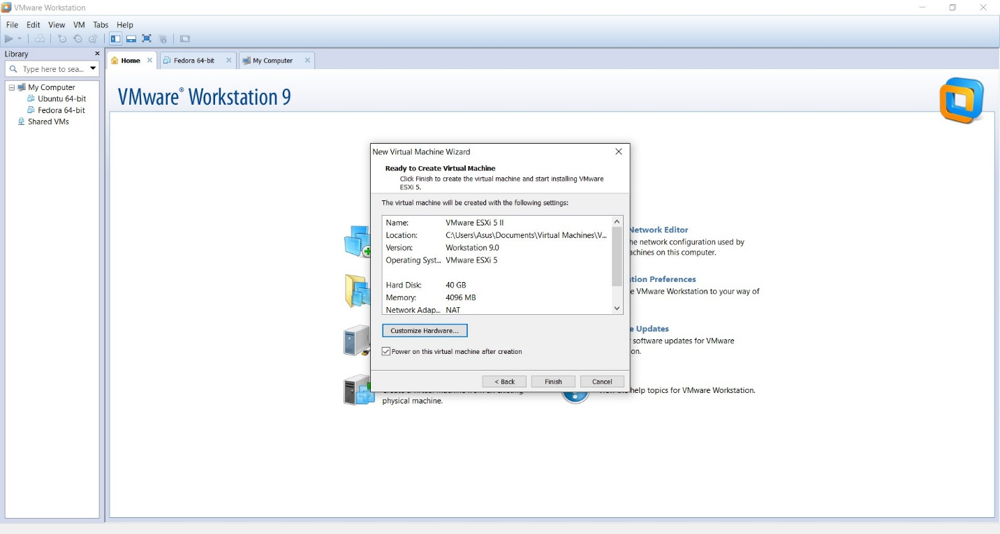 VMware Workstation
File Edit View VM Tabs Help
Library
Type here to sea...
My Computer
Ubuntu 64-bit
Fedora 64-bit
Shared VMs
Home
Fedora 64-bit
My Computer
VMware® Workstation 9
New Virtual Machine Wizard
Ready to Create Virtual Machine
Click Finish to create the virtual machine and start installing VMware
ESXi 5.
The virtual machine will be created with the following settings:
Name: VMware ESXi 5 II
Location: C:\Users\Asus\Documents\Virtual Machines\V...
Version: Workstation 9.0
Operating Syst... VMware ESXi 5
Hard Disk: 40 GB
Memory: 4096 MB
Network Adap... NAT
Customize Hardware...
Power on this virtual machine after creation
< Back
Finish
Cancel
Network Editor
he network configuration used by
achines on this computer.
tion Preferences
e VMware Workstation to your way of
e Updates
software updates for VMware
on.
help topics for VMware Workstation.
physical machine.